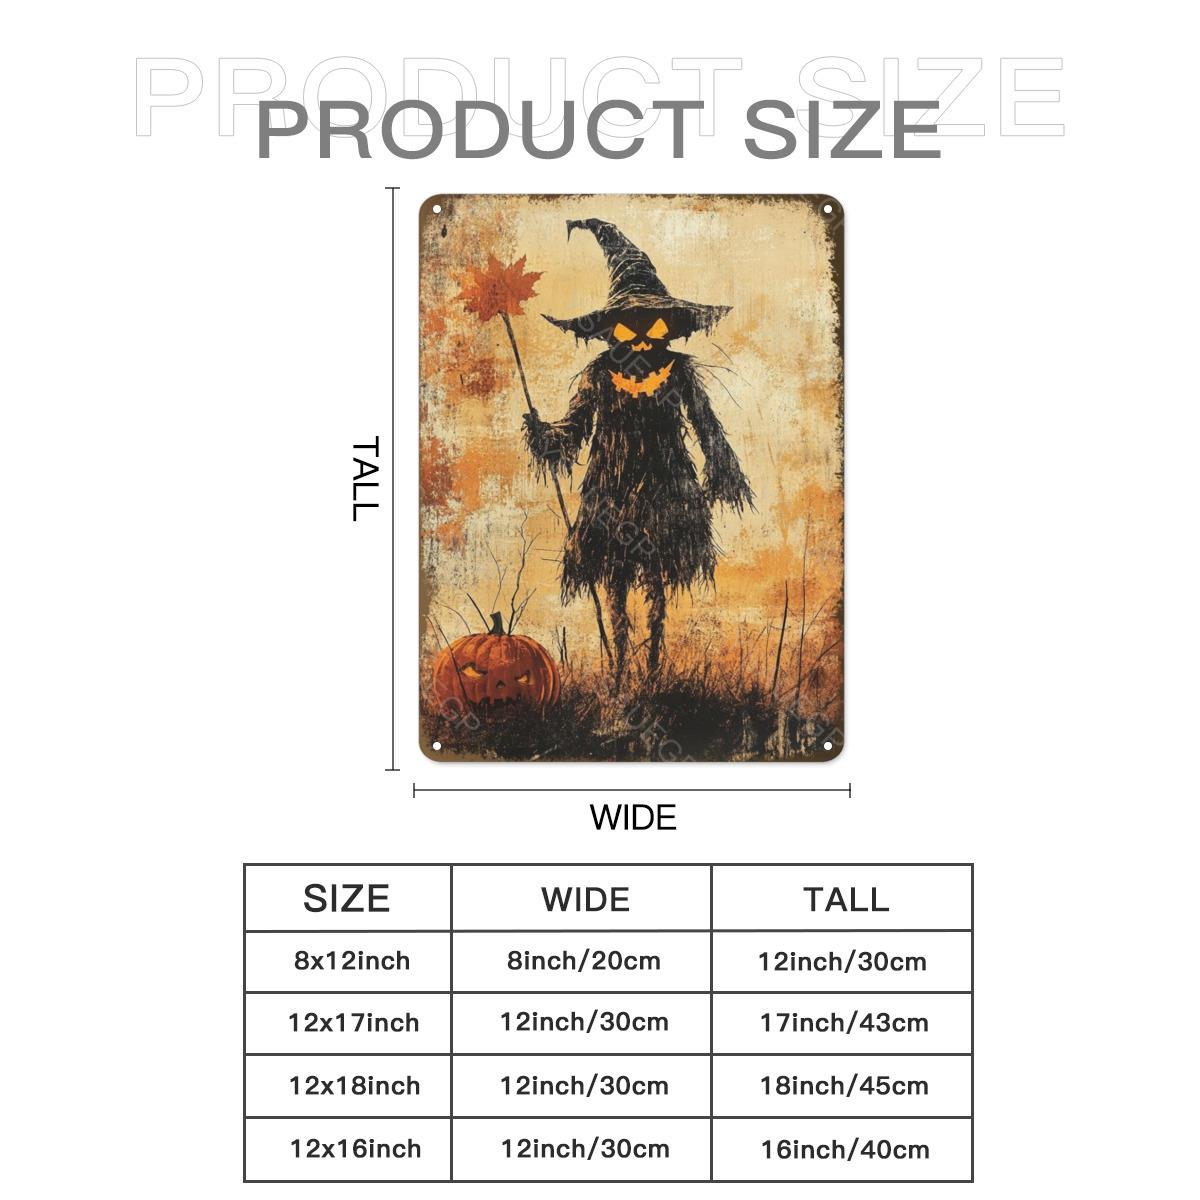 PRODUCT SIZE
PRODUCT SIZE
TALL
WIDE
SIZE WIDE TALL
8x12inch 8inch/20cm 12inch/30cm
12x17inch 12inch/30cm 17inch/43cm
12x18inch 12inch/30cm 18inch/45cm
12x16inch 12inch/30cm 16inch/40cm